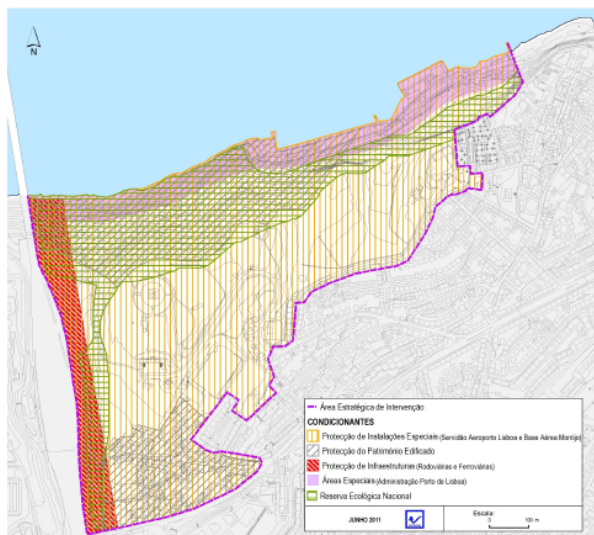 N
Área Estratégica de Intervenção
CONDICIONANTES
Protecção de Instalações Especiais (Servidão Aeroporto Lisboa e Base Aérea Montijo)
Protecção do Património Edificado
Protecção de Infraestruturas (Rodoviárias e Ferroviárias)
Áreas Especiais (Administração Porto de Lisboa)
Reserva Ecológica Nacional
JUNHO 2011
Escala:
0 100 m